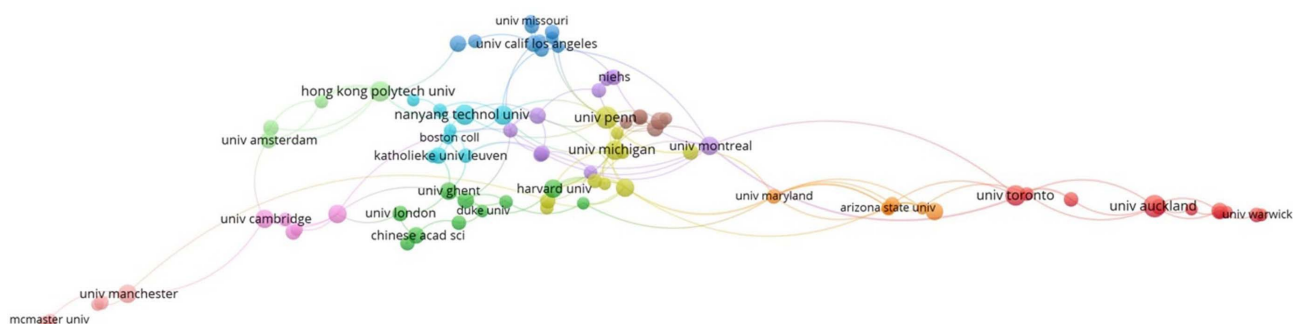 univ missouri
univ calif los angeles
niehs
hong kong polytech univ
nanyang technol univ
univ penn
univ amsterdam
boston coll
univ michigan
univ montreal
katholieke univ leuven
univ ghent
harvard univ
univ maryland
univ toronto
arizona state univ
univ auckland
univ warwick
univ cambridge
univ london
duke univ
chinese acad sci
univ manchester
mcmaster univ